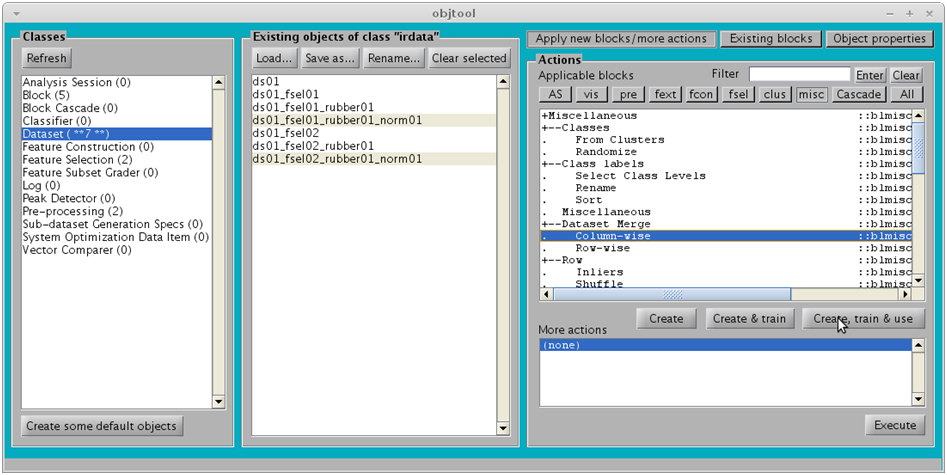 objtool
Classes
Refresh
Analysis Session (0)
Block (5)
Block Cascade (0)
Classifier (0)
Dataset ( **7 **)
Feature Construction (0)
Feature Selection (2)
Feature Subset Grader (0)
Log (0)
Peak Detector (0)
Pre-processing (2)
Sub-dataset Generation Specs (0)
System Optimization Data Item (0)
Vector Comparer (0)
Create some default objects
Existing objects of class "irdata"
Load... Save as... Rename... Clear selected
ds01
ds01_fsel01
ds01_fsel01_rubber01
ds01_fsel01_rubber01_norm01
ds01_fsel02
ds01_fsel02_rubber01
ds01_fsel02_rubber01_norm01
Apply new blocks/more actions Existing blocks Object properties
Actions
Applicable blocks Filter Enter Clear
AS vis pre fext fcon fsel clus misc Cascade All
+Miscellaneous ::blmisc
+--Classes ::blmisc
. From Clusters ::blmisc
. Randomize ::blmisc
+--Class labels ::blmisc
. Select Class Levels ::blmisc
. Rename ::blmisc
. Sort ::blmisc
. Miscellaneous ::blmisc
+--Dataset Merge ::blmisc
. Column-wise ::blmisc
. Row-wise ::blmisc
+--Row ::blmisc
. Inliers ::blmisc
. Shuffle ::blmisc
Create Create & train Create, train & use
More actions
(none)
Execute